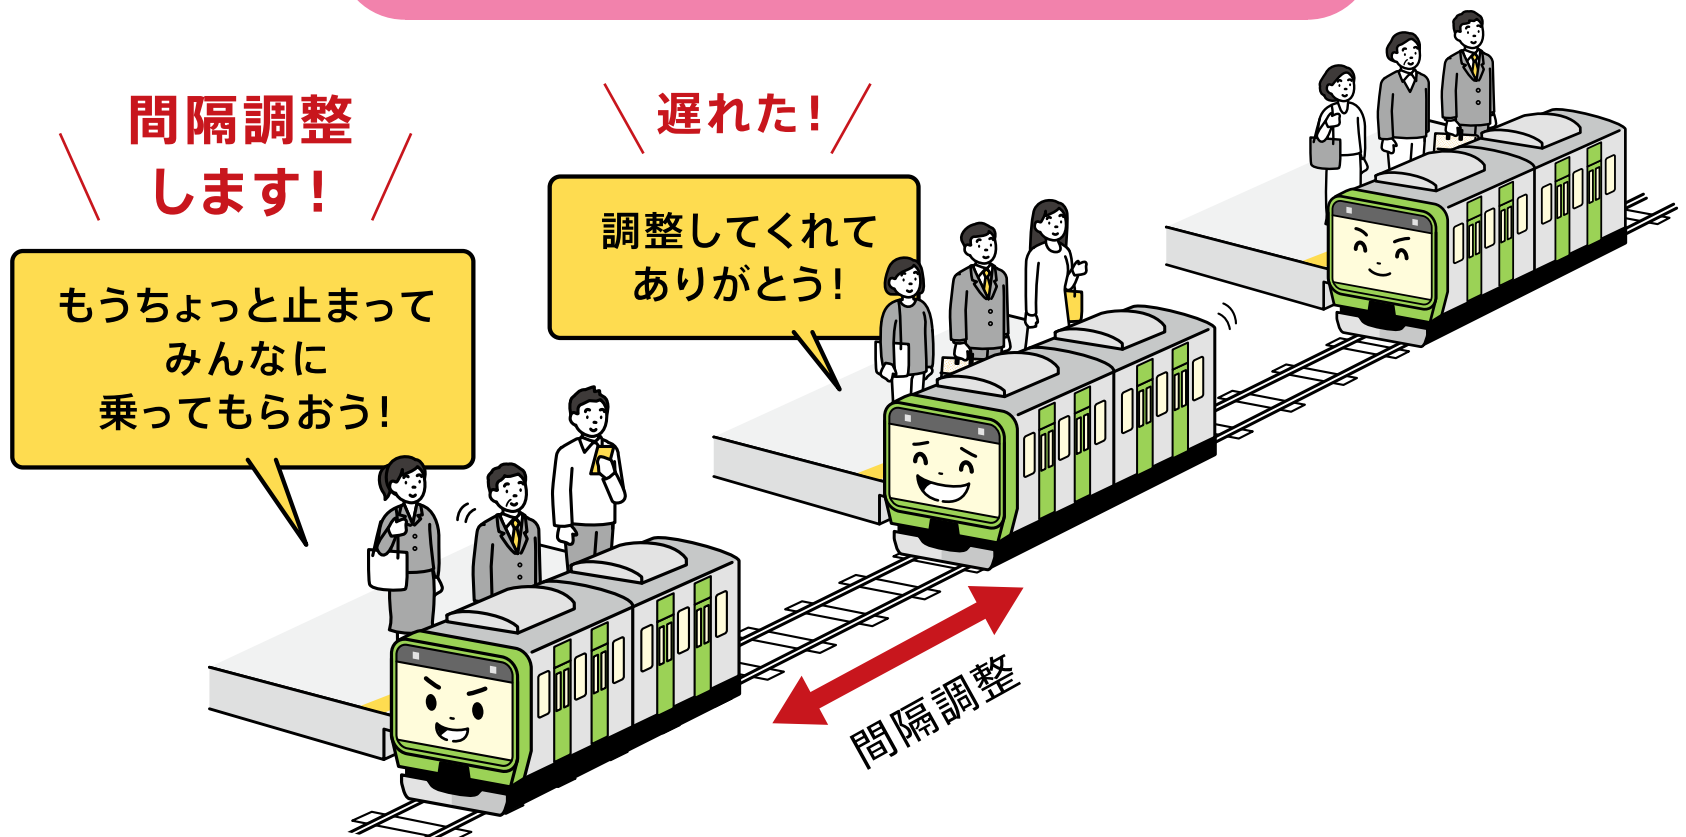 間隔調整
します！
もうちょっと止まって
みんなに
乗ってもらおう！
遅れた！
調整してくれて
ありがとう！
間隔調整